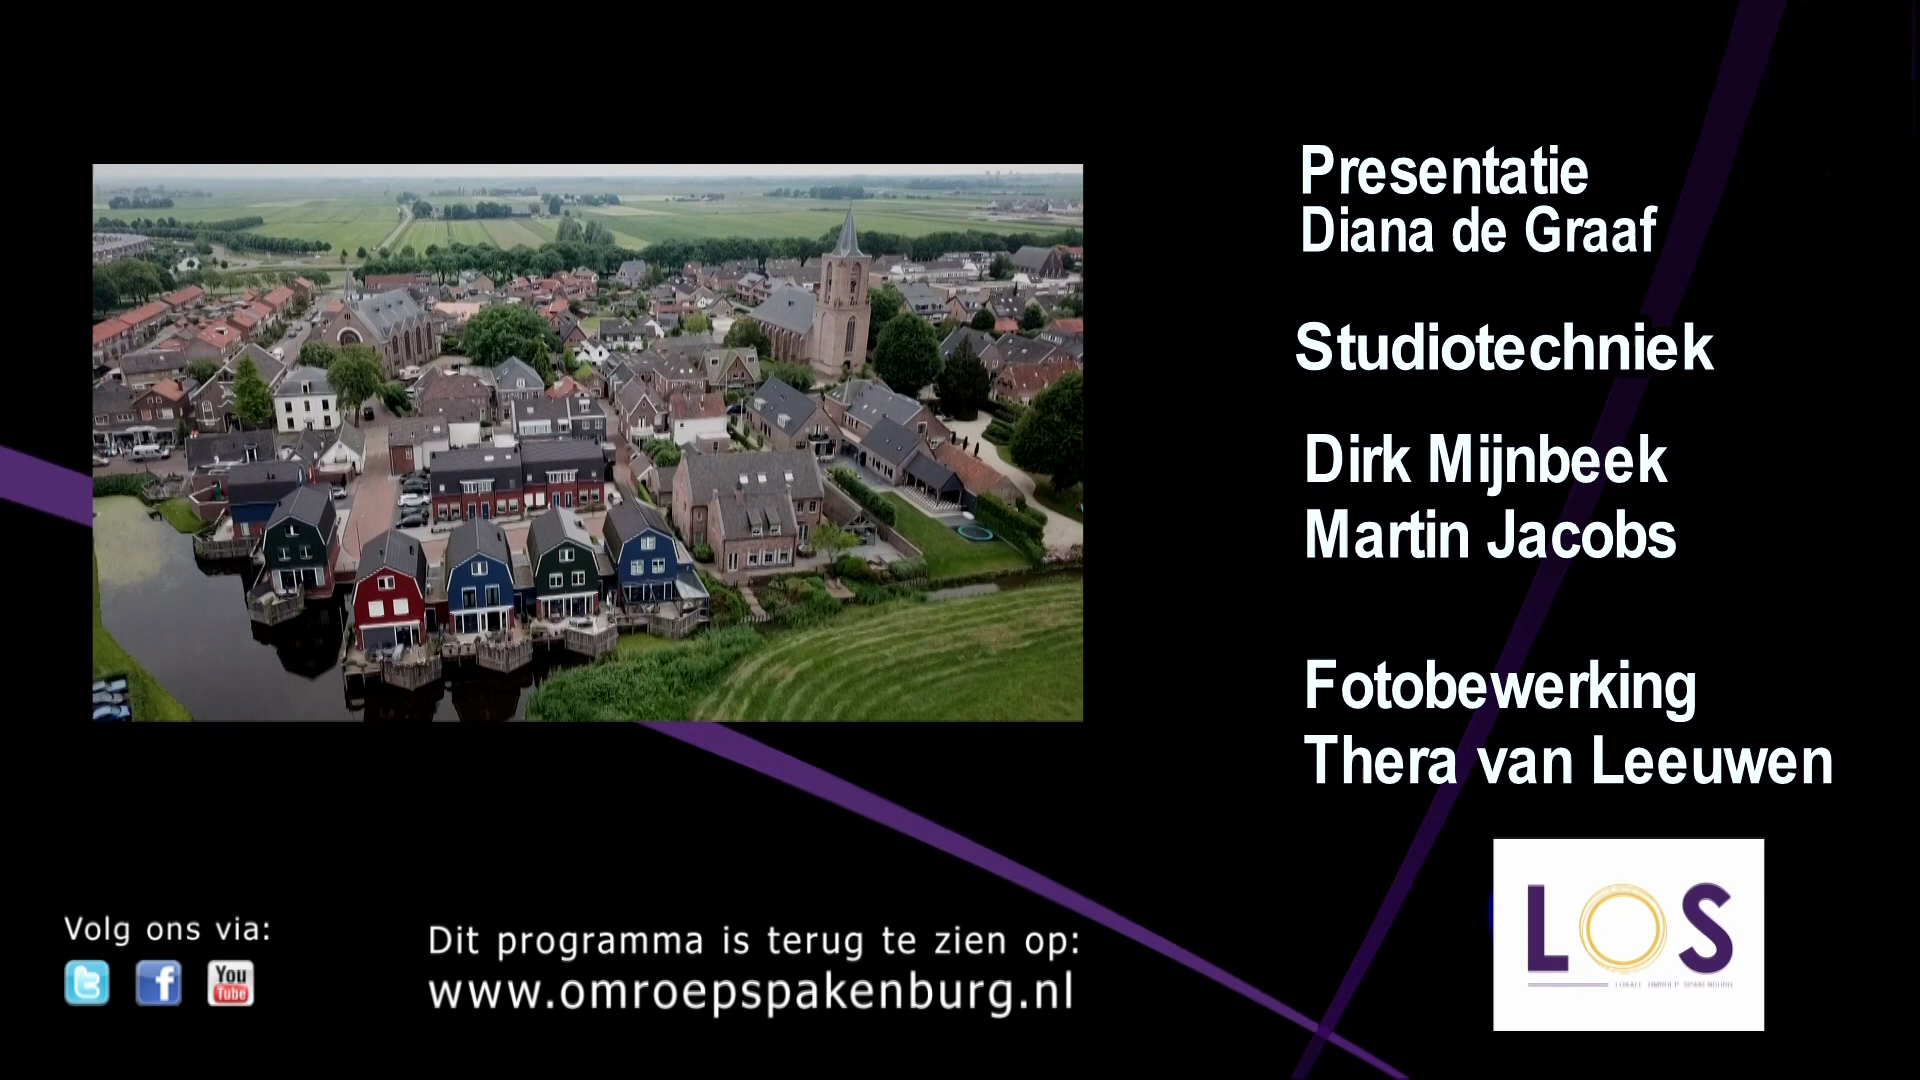 Presentatie
Diana de Graaf
Studiotechniek
Dirk Mijnbeek
Martin Jacobs
Fotobewerking
Thera van Leeuwen
Volg ons via:
You
Tube
Dit programma is terug te zien op:
www.omroepspakenburg.nl
LOS